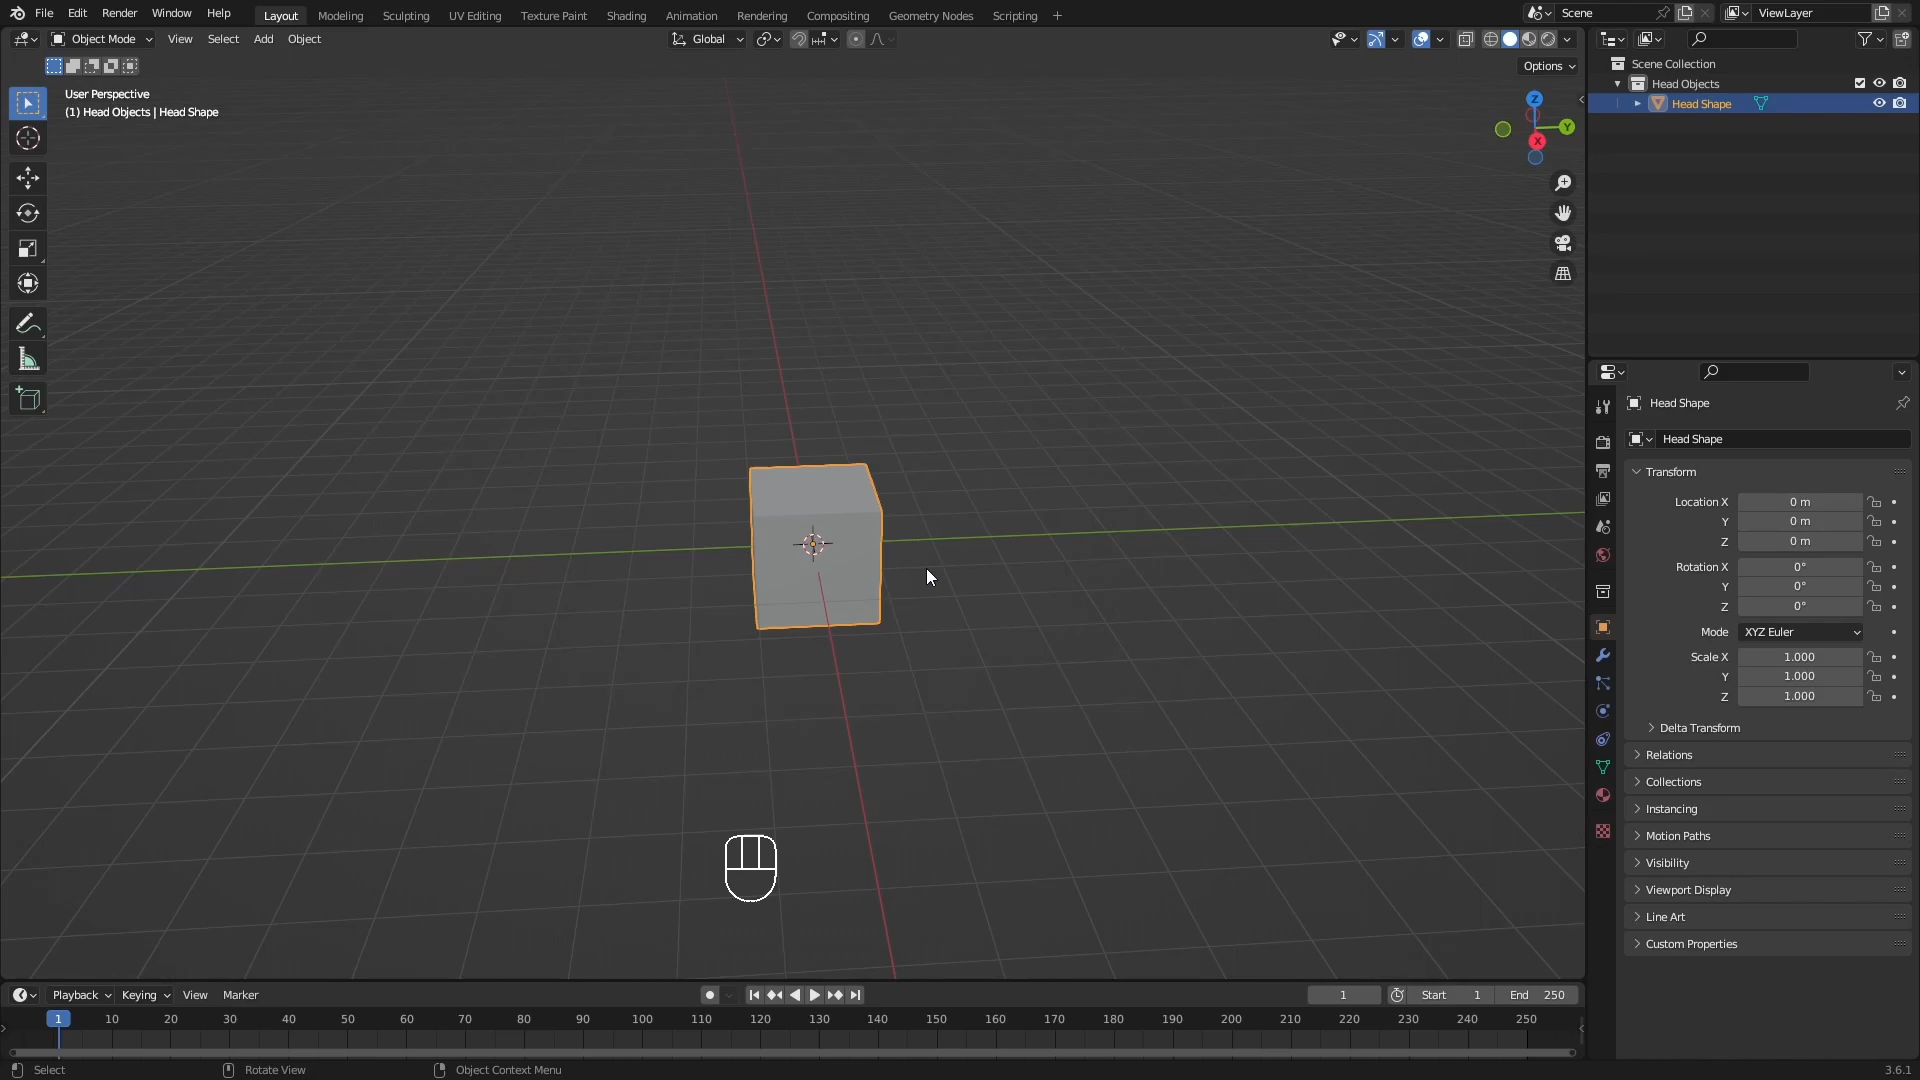 File Edit Render Window Help Layout Modeling Sculpting UV Editing Texture Paint Shading Animation Rendering Compositing Geometry Nodes Scripting + Scene ViewLayer
Object Mode View Select Add Object Global
Options
User Perspective
(1) Head Objects | Head Shape
Z
Y
X
Scene Collection
Head Objects
Head Shape
Head Shape
Head Shape
Transform
Location X 0 m
Y 0 m
Z 0 m
Rotation X 0°
Y 0°
Z 0°
Mode XYZ Euler
Scale X 1.000
Y 1.000
Z 1.000
Delta Transform
Relations
Collections
Instancing
Motion Paths
Visibility
Viewport Display
Line Art
Custom Properties
Playback Keying View Marker 1 Start 1 End 250
1 10 20 30 40 50 60 70 80 90 100 110 120 130 140 150 160 170 180 190 200 210 220 230 240 250
Select Rotate View Object Context Menu 3.6.1